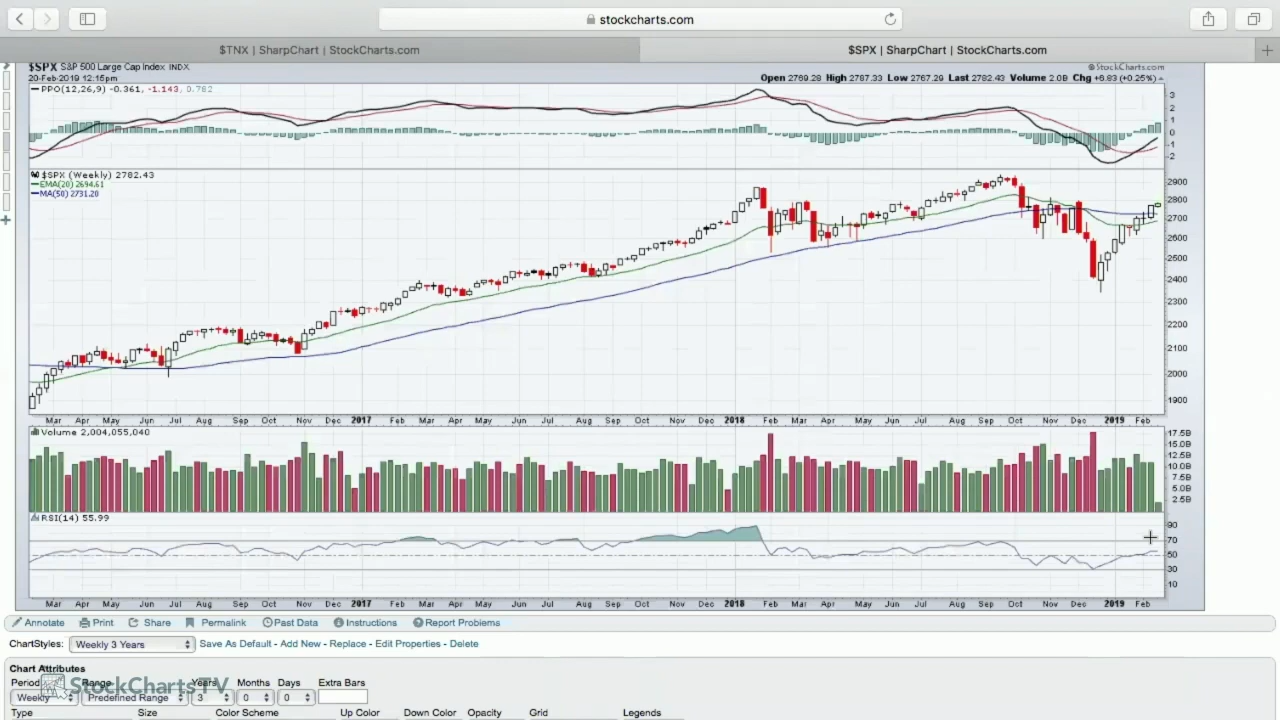 stockcharts.com
$TNX | SharpChart | StockCharts.com
$SPX | SharpChart | StockCharts.com
$SPX S&P 500 Large Cap Index INDX
© StockCharts.com
20-Feb-2019 12:15pm
Open 2769.28 High 2787.33 Low 2767.29 Last 2782.43 Volume 2.0B Chg +6.83 (+0.25%)
PPO(12,26,9) -0.361, -1.143, 0.782
3
2
1
0
-1
-2
$SPX (Weekly) 2782.43
EMA(20) 2694.61
MA(50) 2731.20
2900
2800
2700
2600
2500
2400
2300
2200
2100
2000
1900
Mar Apr May Jun Jul Aug Sep Oct Nov Dec 2017 Feb Mar Apr May Jun Jul Aug Sep Oct Nov Dec 2018 Feb Mar Apr May Jun Jul Aug Sep Oct Nov Dec 2019 Feb
Volume 2,004,055,040
17.5B
15.0B
12.5B
10.0B
7.5B
5.0B
2.5B
RSI(14) 55.99
90
70
50
30
10
Mar Apr May Jun Jul Aug Sep Oct Nov Dec 2017 Feb Mar Apr May Jun Jul Aug Sep Oct Nov Dec 2018 Feb Mar Apr May Jun Jul Aug Sep Oct Nov Dec 2019 Feb
Annotate Print Share Permalink Past Data Instructions Report Problems
ChartStyles: Weekly 3 Years Save As Default - Add New - Replace - Edit Properties - Delete
Chart Attributes
Period Range Years Months Days Extra Bars
StockChartsTV
Weekly Predefined Range 3 0 0
Type Size Color Scheme Up Color Down Color Opacity Grid Legends